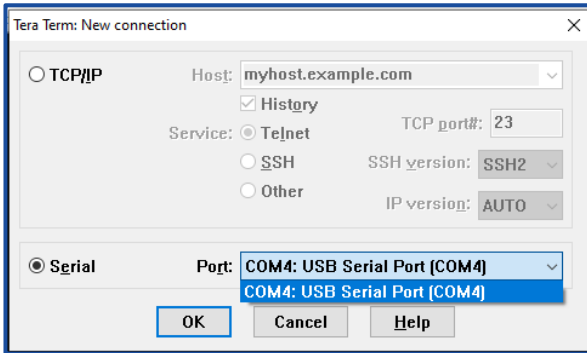 Tera Term: New connection
TCP/IP Host: myhost.example.com
History
Service: Telnet TCP port#: 23
SSH SSH version: SSH2
Other IP version: AUTO
Serial Port: COM4: USB Serial Port (COM4)
COM4: USB Serial Port (COM4)
OK Cancel Help